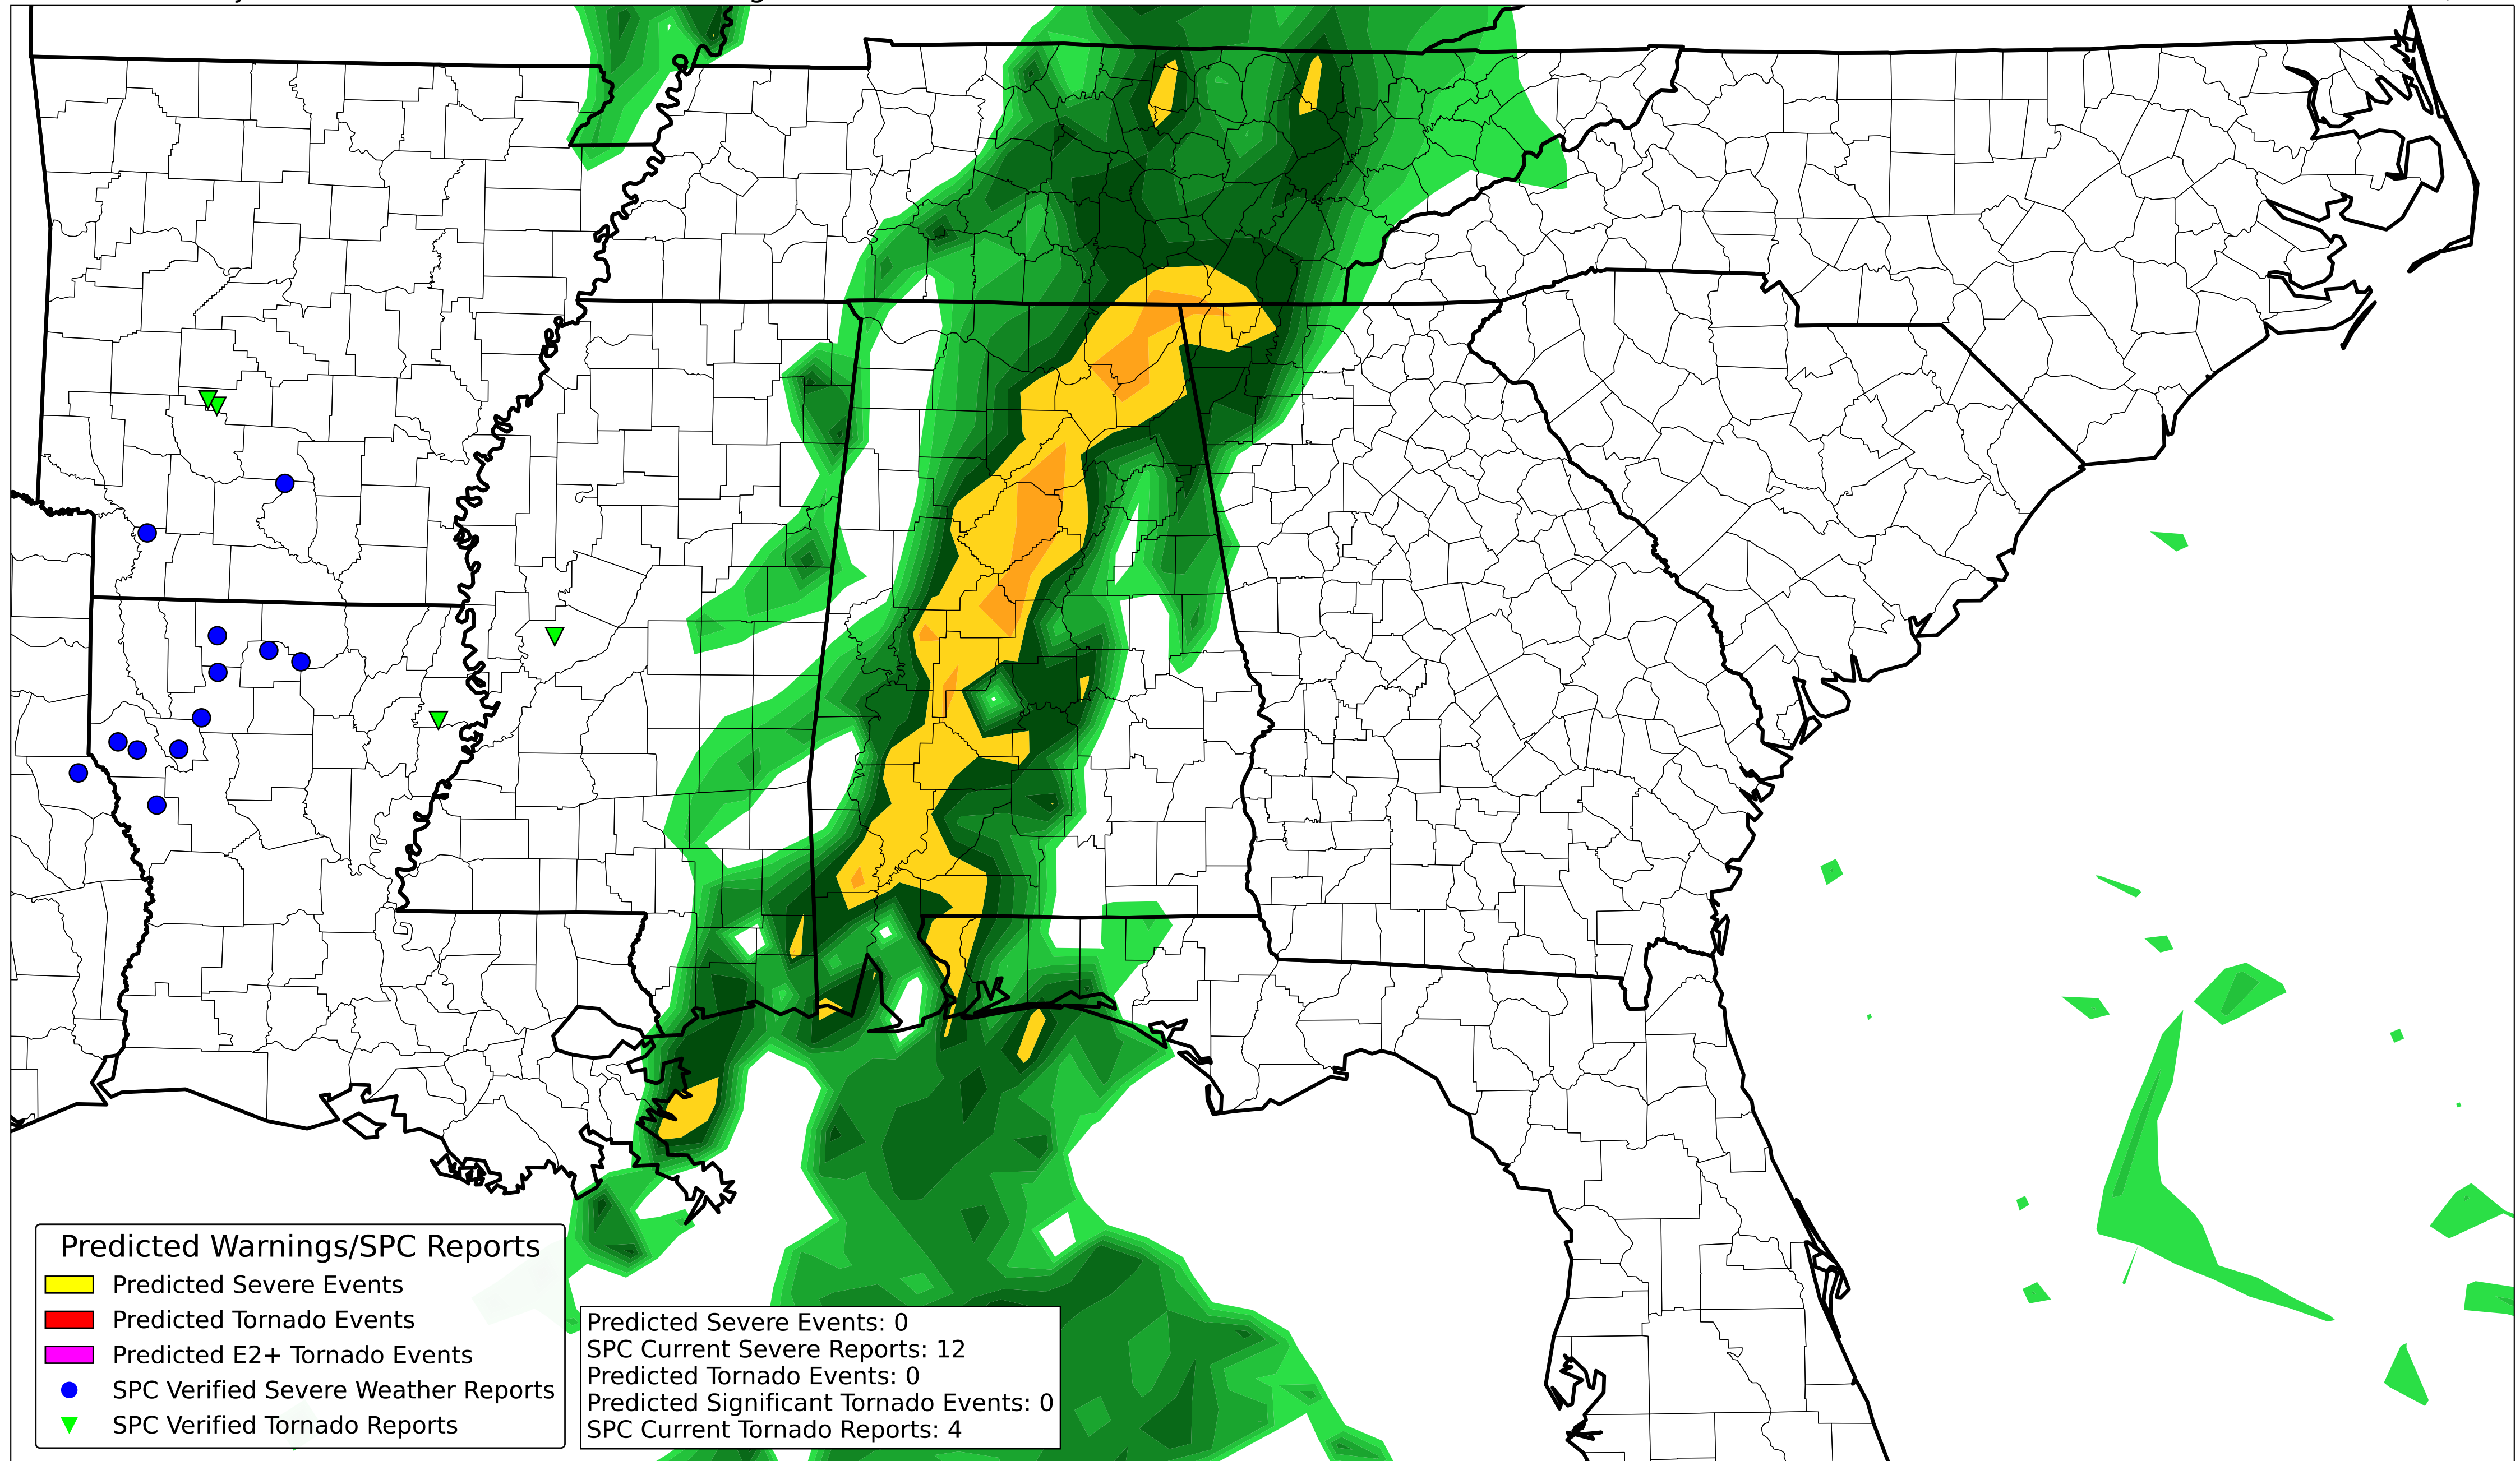 Predicted Warnings/SPC Reports
Predicted Severe Events
Predicted Tornado Events
Predicted E2+ Tornado Events
SPC Verified Severe Weather Reports
SPC Verified Tornado Reports
Predicted Severe Events: 0
SPC Current Severe Reports: 12
Predicted Tornado Events: 0
Predicted Significant Tornado Events: 0
SPC Current Tornado Reports: 4